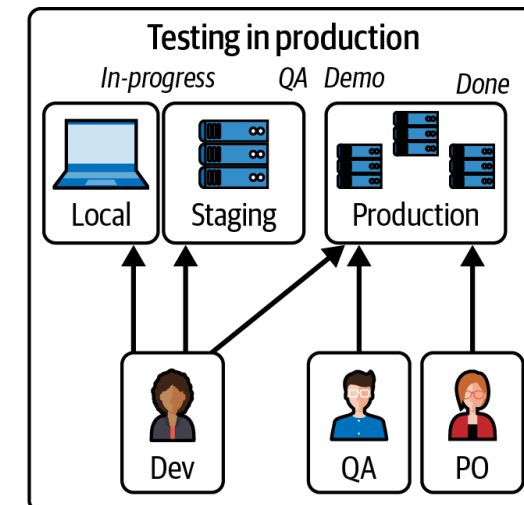 Testing in production
In-progress QA Demo Done
Local Staging Production
Dev QA PO